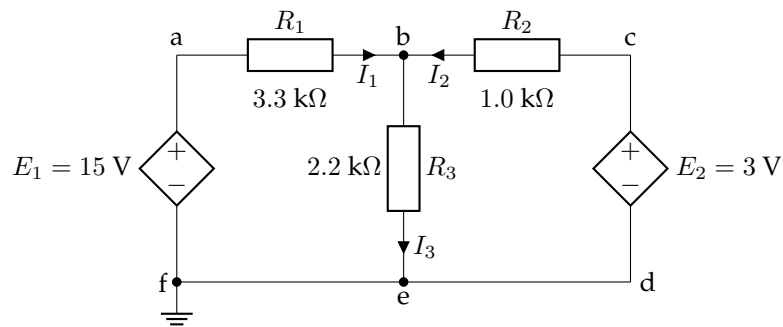 R₁
R₂
a
b
c
I₁
I₂
3.3 kΩ
1.0 kΩ
E₁ = 15 V
+
−
2.2 kΩ
R₃
+
−
E₂ = 3 V
I₃
f
e
d